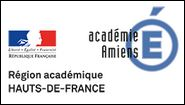 Liberté • Égalité • Fraternité
RÉPUBLIQUE FRANÇAISE
académie
Amiens
É
Région académique
HAUTS-DE-FRANCE